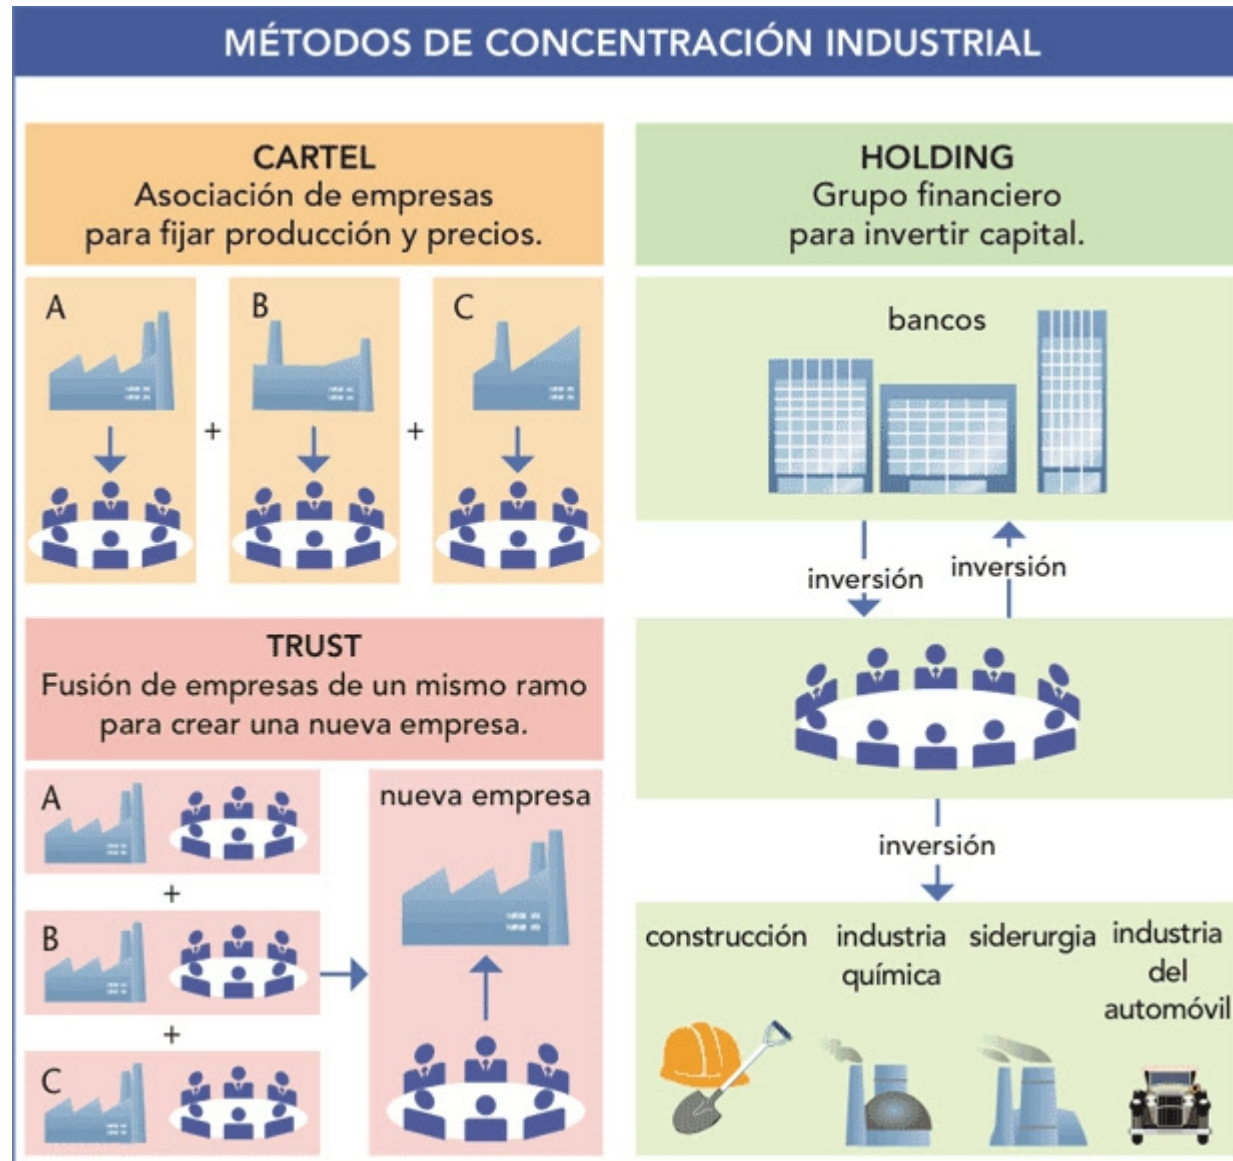 MÉTODOS DE CONCENTRACIÓN INDUSTRIAL
CARTEL
Asociación de empresas
para fijar producción y precios.
A
B
C
+
+
TRUST
Fusión de empresas de un mismo ramo
para crear una nueva empresa.
A
+
B
+
C
nueva empresa
HOLDING
Grupo financiero
para invertir capital.
bancos
inversión
inversión
inversión
construcción
industria
química
siderurgia
industria
del
automóvil